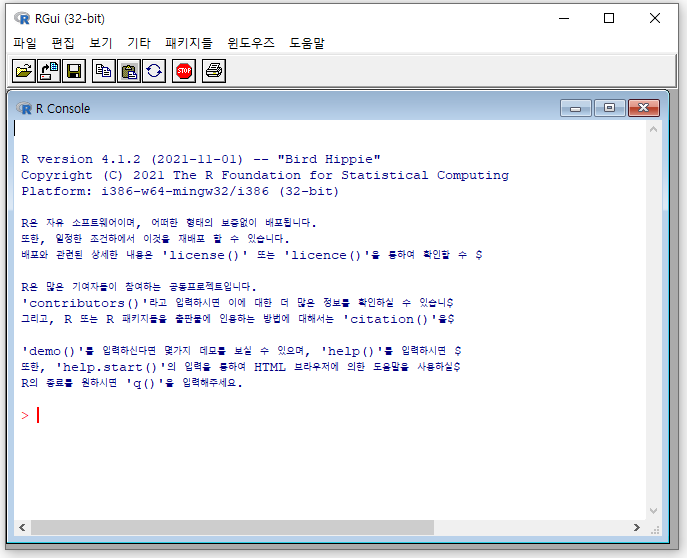 RGui (32-bit)
파일 편집 보기 기타 패키지들 윈도우즈 도움말
STOP
R Console
R version 4.1.2 (2021-11-01) -- "Bird Hippie"
Copyright (C) 2021 The R Foundation for Statistical Computing
Platform: i386-w64-mingw32/i386 (32-bit)
R은 자유 소프트웨어이며, 어떠한 형태의 보증없이 배포됩니다.
또한, 일정한 조건하에서 이것을 재배포 할 수 있습니다.
배포와 관련된 상세한 내용은 'license()' 또는 'licence()'을 통하여 확인할 수 $
R은 많은 기여자들이 참여하는 공동프로젝트입니다.
'contributors()'라고 입력하시면 이에 대한 더 많은 정보를 확인하실 수 있습니$
그리고, R 또는 R 패키지들을 출판물에 인용하는 방법에 대해서는 'citation()'을$
'demo()'를 입력하신다면 몇가지 데모를 보실 수 있으며, 'help()'를 입력하시면 $
또한, 'help.start()'의 입력을 통하여 HTML 브라우저에 의한 도움말을 사용하실$
R의 종료를 원하시면 'q()'을 입력해주세요.
>